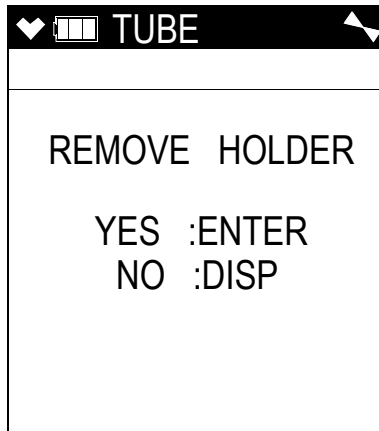 TUBE
REMOVE HOLDER
YES :ENTER
NO :DISP